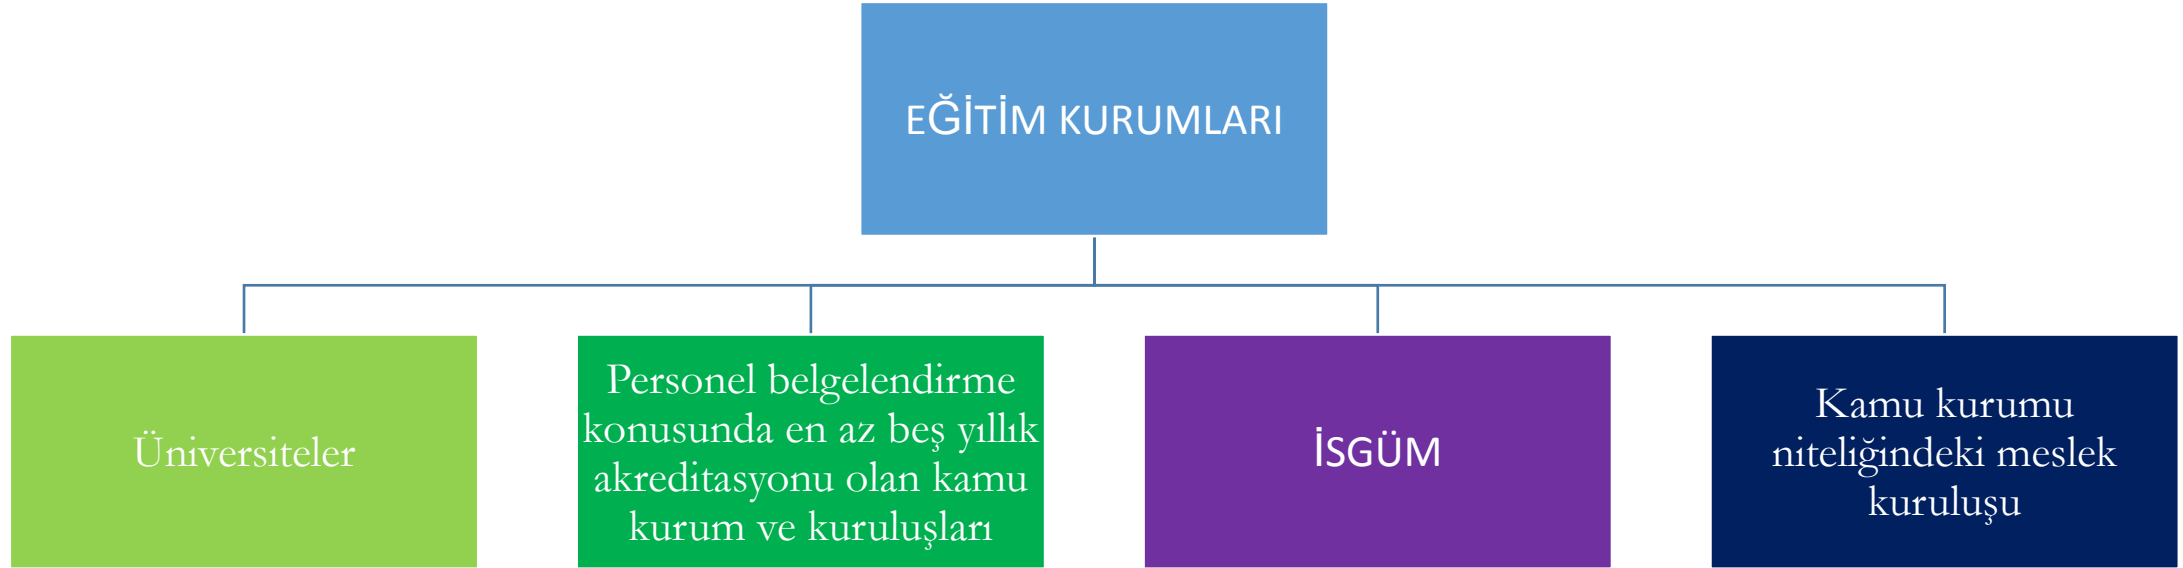 EĞİTİM KURUMLARI
Üniversiteler
Personel belgelendirme
konusunda en az beş yıllık
akreditasyonu olan kamu
kurum ve kuruluşları
İSGÜM
Kamu kurumu
niteliğindeki meslek
kuruluşu